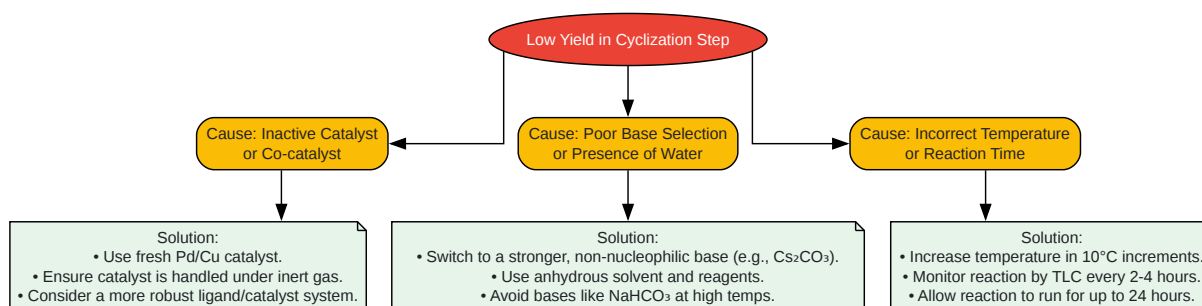 Low Yield in Cyclization Step
Cause: Inactive Catalyst
or Co-catalyst
Cause: Poor Base Selection
or Presence of Water
Cause: Incorrect Temperature
or Reaction Time
Solution:
• Use fresh Pd/Cu catalyst.
• Ensure catalyst is handled under inert gas.
• Consider a more robust ligand/catalyst system.
Solution:
• Switch to a stronger, non-nucleophilic base (e.g., Cs₂CO₃).
• Use anhydrous solvent and reagents.
• Avoid bases like NaHCO₃ at high temps.
Solution:
• Increase temperature in 10°C increments.
• Monitor reaction by TLC every 2-4 hours.
• Allow reaction to run for up to 24 hours.